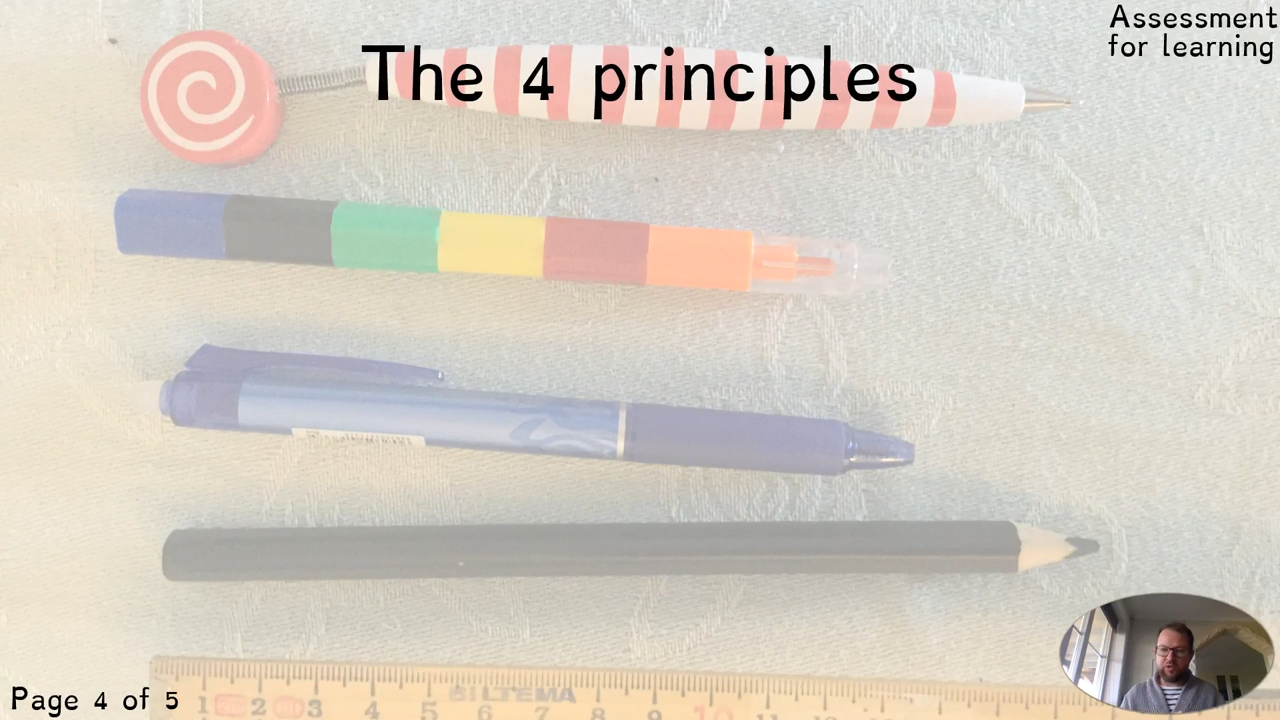 Assessment
for learning
The 4 principles
Page 4 of 5
BILTEMA
1 2 3 4 5 6 7 8 9 10 11 12